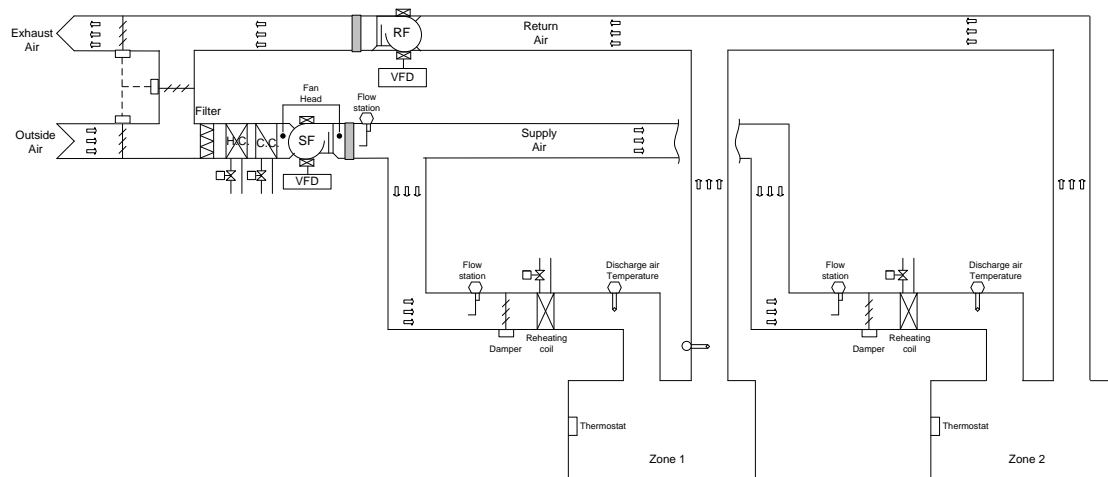 Exhaust
Air
RF
Return
Air
VFD
Fan
Head
Flow
station
Filter
Outside
Air
H.C.
C.C.
SF
Supply
Air
VFD
Flow
station
Discharge air
Temperature
Flow
station
Discharge air
Temperature
Damper
Reheating
coil
Damper
Reheating
coil
Thermostat
Thermostat
Zone 1
Zone 2